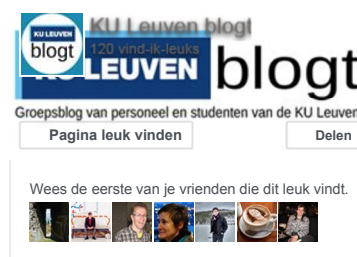 KU Leuven blogt
KU LEUVEN
blogt
120 vind-ik-leuks
KU LEUVEN blogt
Groepsblog van personeel en studenten van de KU Leuven
Pagina leuk vinden
Delen
Wees de eerste van je vrienden die dit leuk vindt.